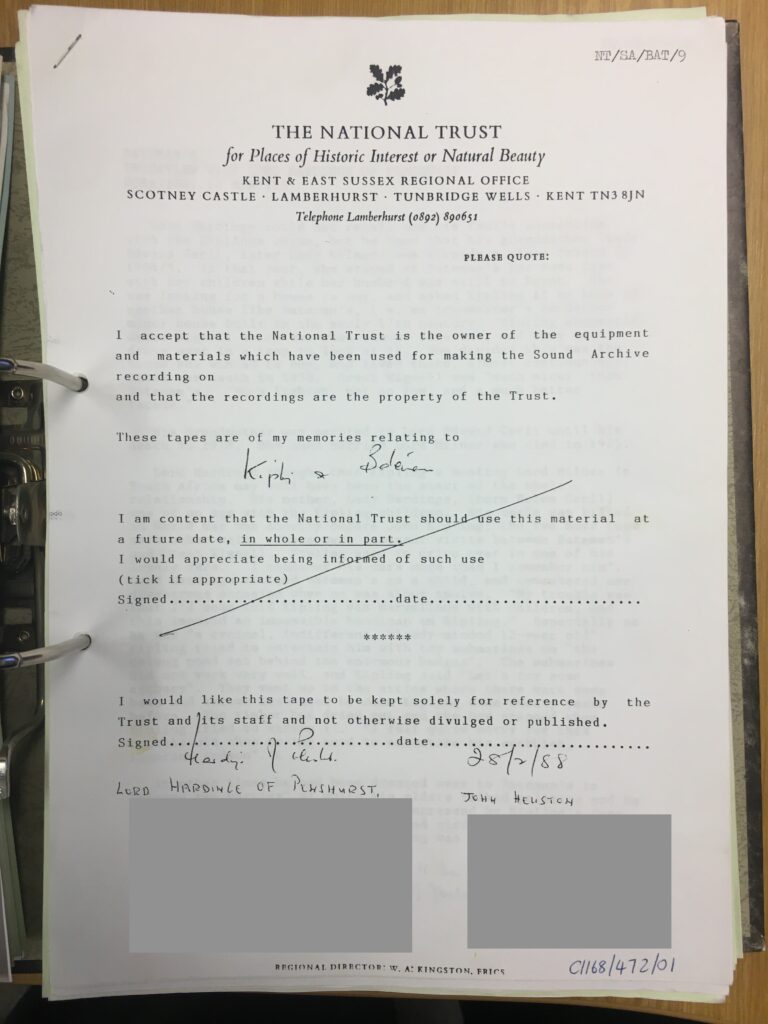 NT/SA/BAT/9
THE NATIONAL TRUST
for Places of Historic Interest or Natural Beauty
KENT & EAST SUSSEX REGIONAL OFFICE
SCOTNEY CASTLE · LAMBERHURST · TUNBRIDGE WELLS · KENT TN3 8JN
Telephone Lamberhurst (0892) 890651
PLEASE QUOTE:
I accept that the National Trust is the owner of the equipment
and materials which have been used for making the Sound Archive
recording on
and that the recordings are the property of the Trust.
These tapes are of my memories relating to
I am content that the National Trust should use this material at
a future date, in whole or in part.
I would appreciate being informed of such use
(tick if appropriate)
Signed............................date..........................
******
I would like this tape to be kept solely for reference by the
Trust and its staff and not otherwise divulged or published.
Signed............................date...........................
Hardinge of Penshurst. 28/2/88
LORD HARDINGE OF PENSHURST, JOHN HEUSTON
REGIONAL DIRECTOR: W. A. KINGSTON, FRICS
C1168/472/01